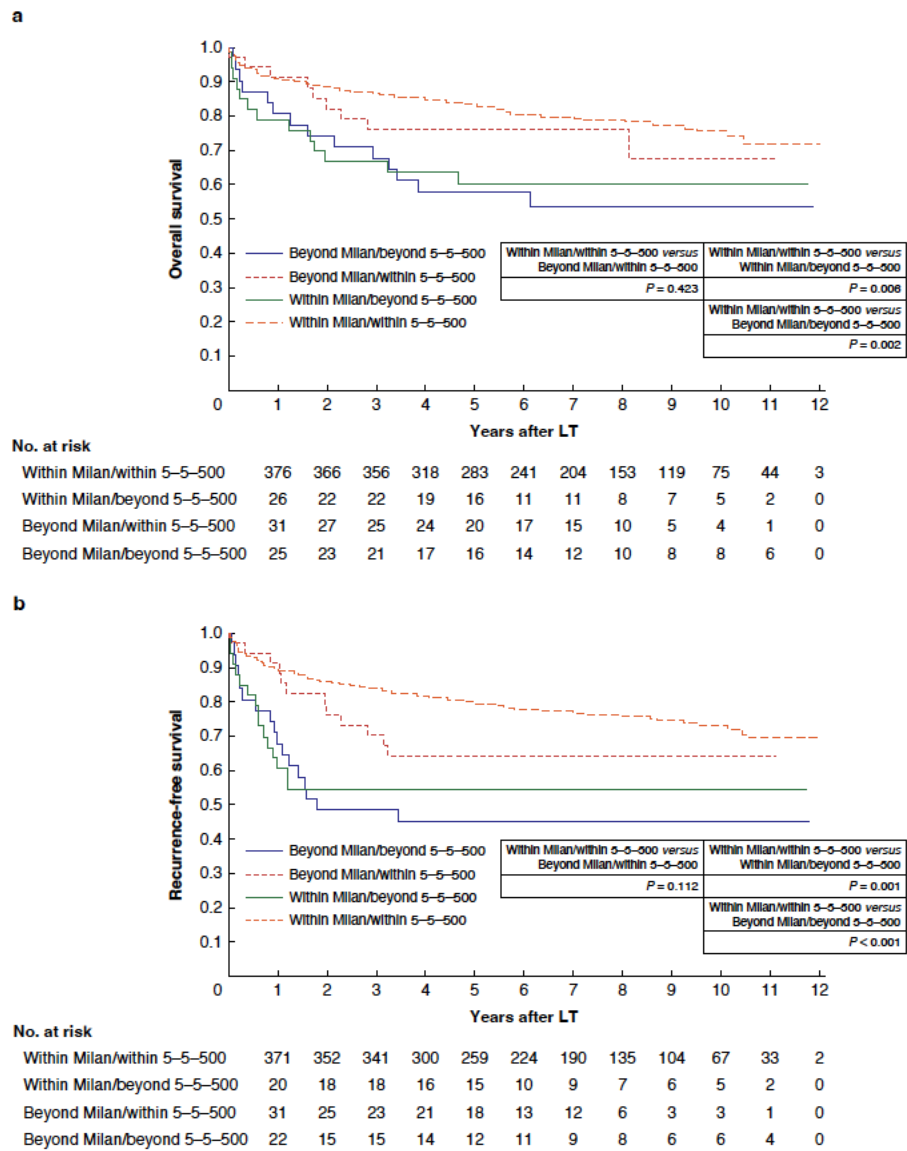 a
1.0
0.9
0.8
0.7
0.6
0.5
0.4
0.3
0.2
0.1
Overall survival
Beyond Milan/beyond 5–5–500
Beyond Milan/within 5–5–500
Within Milan/beyond 5–5–500
Within Milan/within 5–5–500
Within Milan/within 5–5–500 versus
Beyond Milan/within 5–5–500
P = 0.423
Within Milan/within 5–5–500 versus
Within Milan/beyond 5–5–500
P = 0.006
Within Milan/within 5–5–500 versus
Beyond Milan/beyond 5–5–500
P = 0.002
0 1 2 3 4 5 6 7 8 9 10 11 12
Years after LT
No. at risk
Within Milan/within 5–5–500 376 366 356 318 283 241 204 153 119 75 44 3
Within Milan/beyond 5–5–500 26 22 22 19 16 11 11 8 7 5 2 0
Beyond Milan/within 5–5–500 31 27 25 24 20 17 15 10 5 4 1 0
Beyond Milan/beyond 5–5–500 25 23 21 17 16 14 12 10 8 8 6 0
b
1.0
0.9
0.8
0.7
0.6
0.5
0.4
0.3
0.2
0.1
Recurrence-free survival
Beyond Milan/beyond 5–5–500
Beyond Milan/within 5–5–500
Within Milan/beyond 5–5–500
Within Milan/within 5–5–500
Within Milan/within 5–5–500 versus
Beyond Milan/within 5–5–500
P = 0.112
Within Milan/within 5–5–500 versus
Within Milan/beyond 5–5–500
P = 0.001
Within Milan/within 5–5–500 versus
Beyond Milan/beyond 5–5–500
P < 0.001
0 1 2 3 4 5 6 7 8 9 10 11 12
Years after LT
No. at risk
Within Milan/within 5–5–500 371 352 341 300 259 224 190 135 104 67 33 2
Within Milan/beyond 5–5–500 20 18 18 16 15 10 9 7 6 5 2 0
Beyond Milan/within 5–5–500 31 25 23 21 18 13 12 6 3 3 1 0
Beyond Milan/beyond 5–5–500 22 15 15 14 12 11 9 8 6 6 4 0